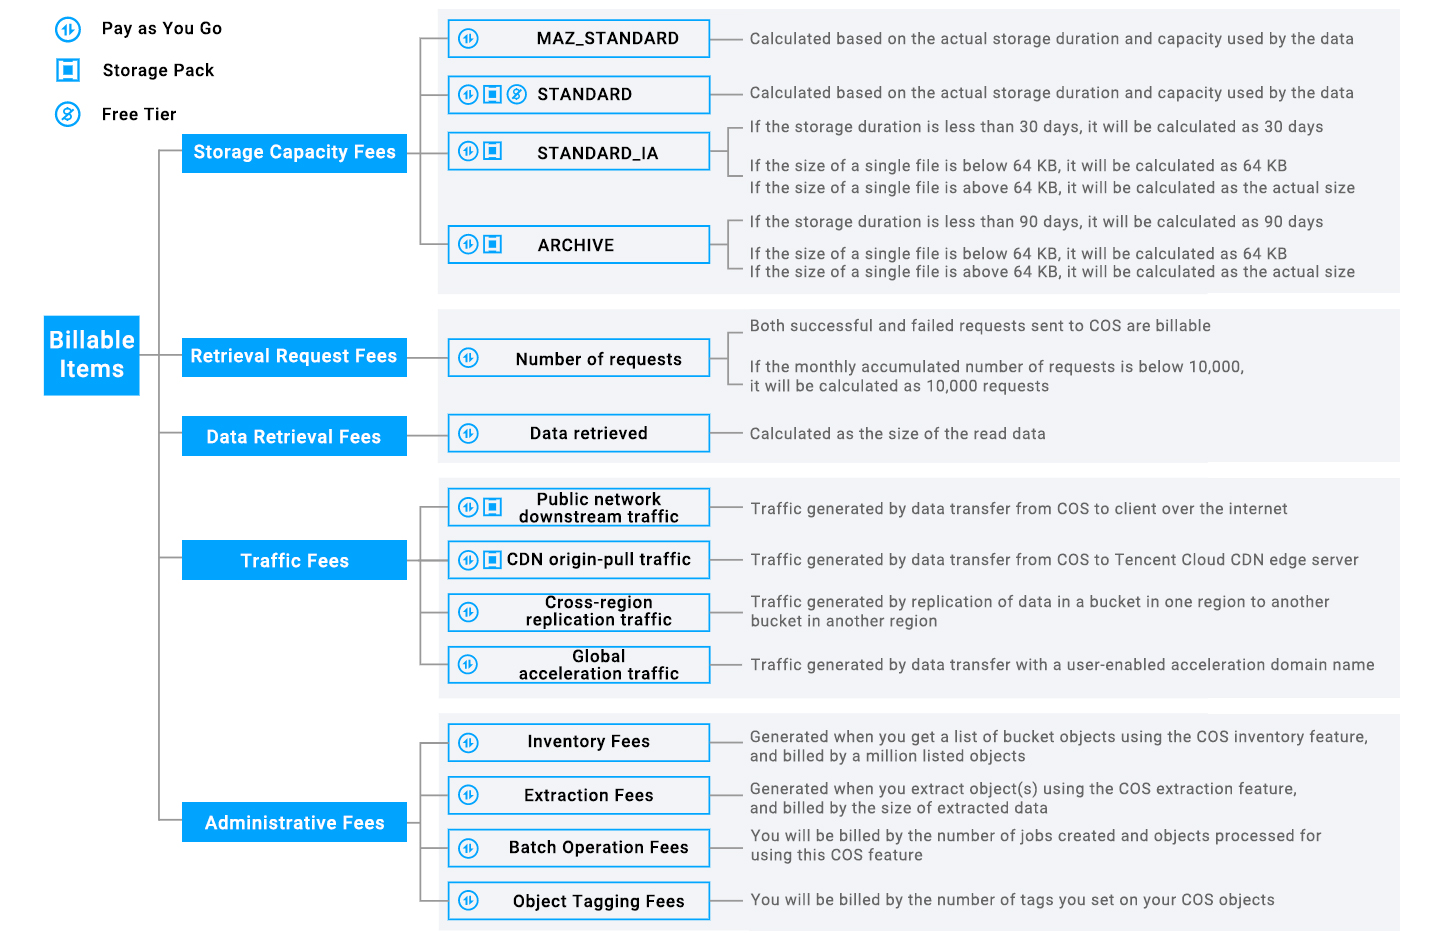 Pay as You Go
Storage Pack
Free Tier
Billable
Items
Storage Capacity Fees
MAZ_STANDARD
Calculated based on the actual storage duration and capacity used by the data
STANDARD
Calculated based on the actual storage duration and capacity used by the data
STANDARD_IA
If the storage duration is less than 30 days, it will be calculated as 30 days
If the size of a single file is below 64 KB, it will be calculated as 64 KB
If the size of a single file is above 64 KB, it will be calculated as the actual size
ARCHIVE
If the storage duration is less than 90 days, it will be calculated as 90 days
If the size of a single file is below 64 KB, it will be calculated as 64 KB
If the size of a single file is above 64 KB, it will be calculated as the actual size
Retrieval Request Fees
Number of requests
Both successful and failed requests sent to COS are billable
If the monthly accumulated number of requests is below 10,000,
it will be calculated as 10,000 requests
Data Retrieval Fees
Data retrieved
Calculated as the size of the read data
Traffic Fees
Public network
downstream traffic
Traffic generated by data transfer from COS to client over the internet
CDN origin-pull traffic
Traffic generated by data transfer from COS to Tencent Cloud CDN edge server
Cross-region
replication traffic
Traffic generated by replication of data in a bucket in one region to another
bucket in another region
Global
acceleration traffic
Traffic generated by data transfer with a user-enabled acceleration domain name
Administrative Fees
Inventory Fees
Generated when you get a list of bucket objects using the COS inventory feature,
and billed by a million listed objects
Extraction Fees
Generated when you extract object(s) using the COS extraction feature,
and billed by the size of extracted data
Batch Operation Fees
You will be billed by the number of jobs created and objects processed for
using this COS feature
Object Tagging Fees
You will be billed by the number of tags you set on your COS objects